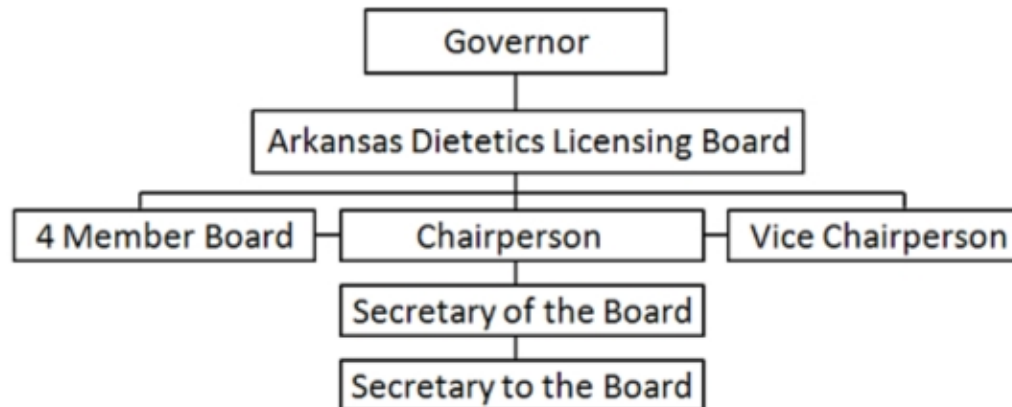 Governor
Arkansas Dietetics Licensing Board
4 Member Board
Chairperson
Vice Chairperson
Secretary of the Board
Secretary to the Board